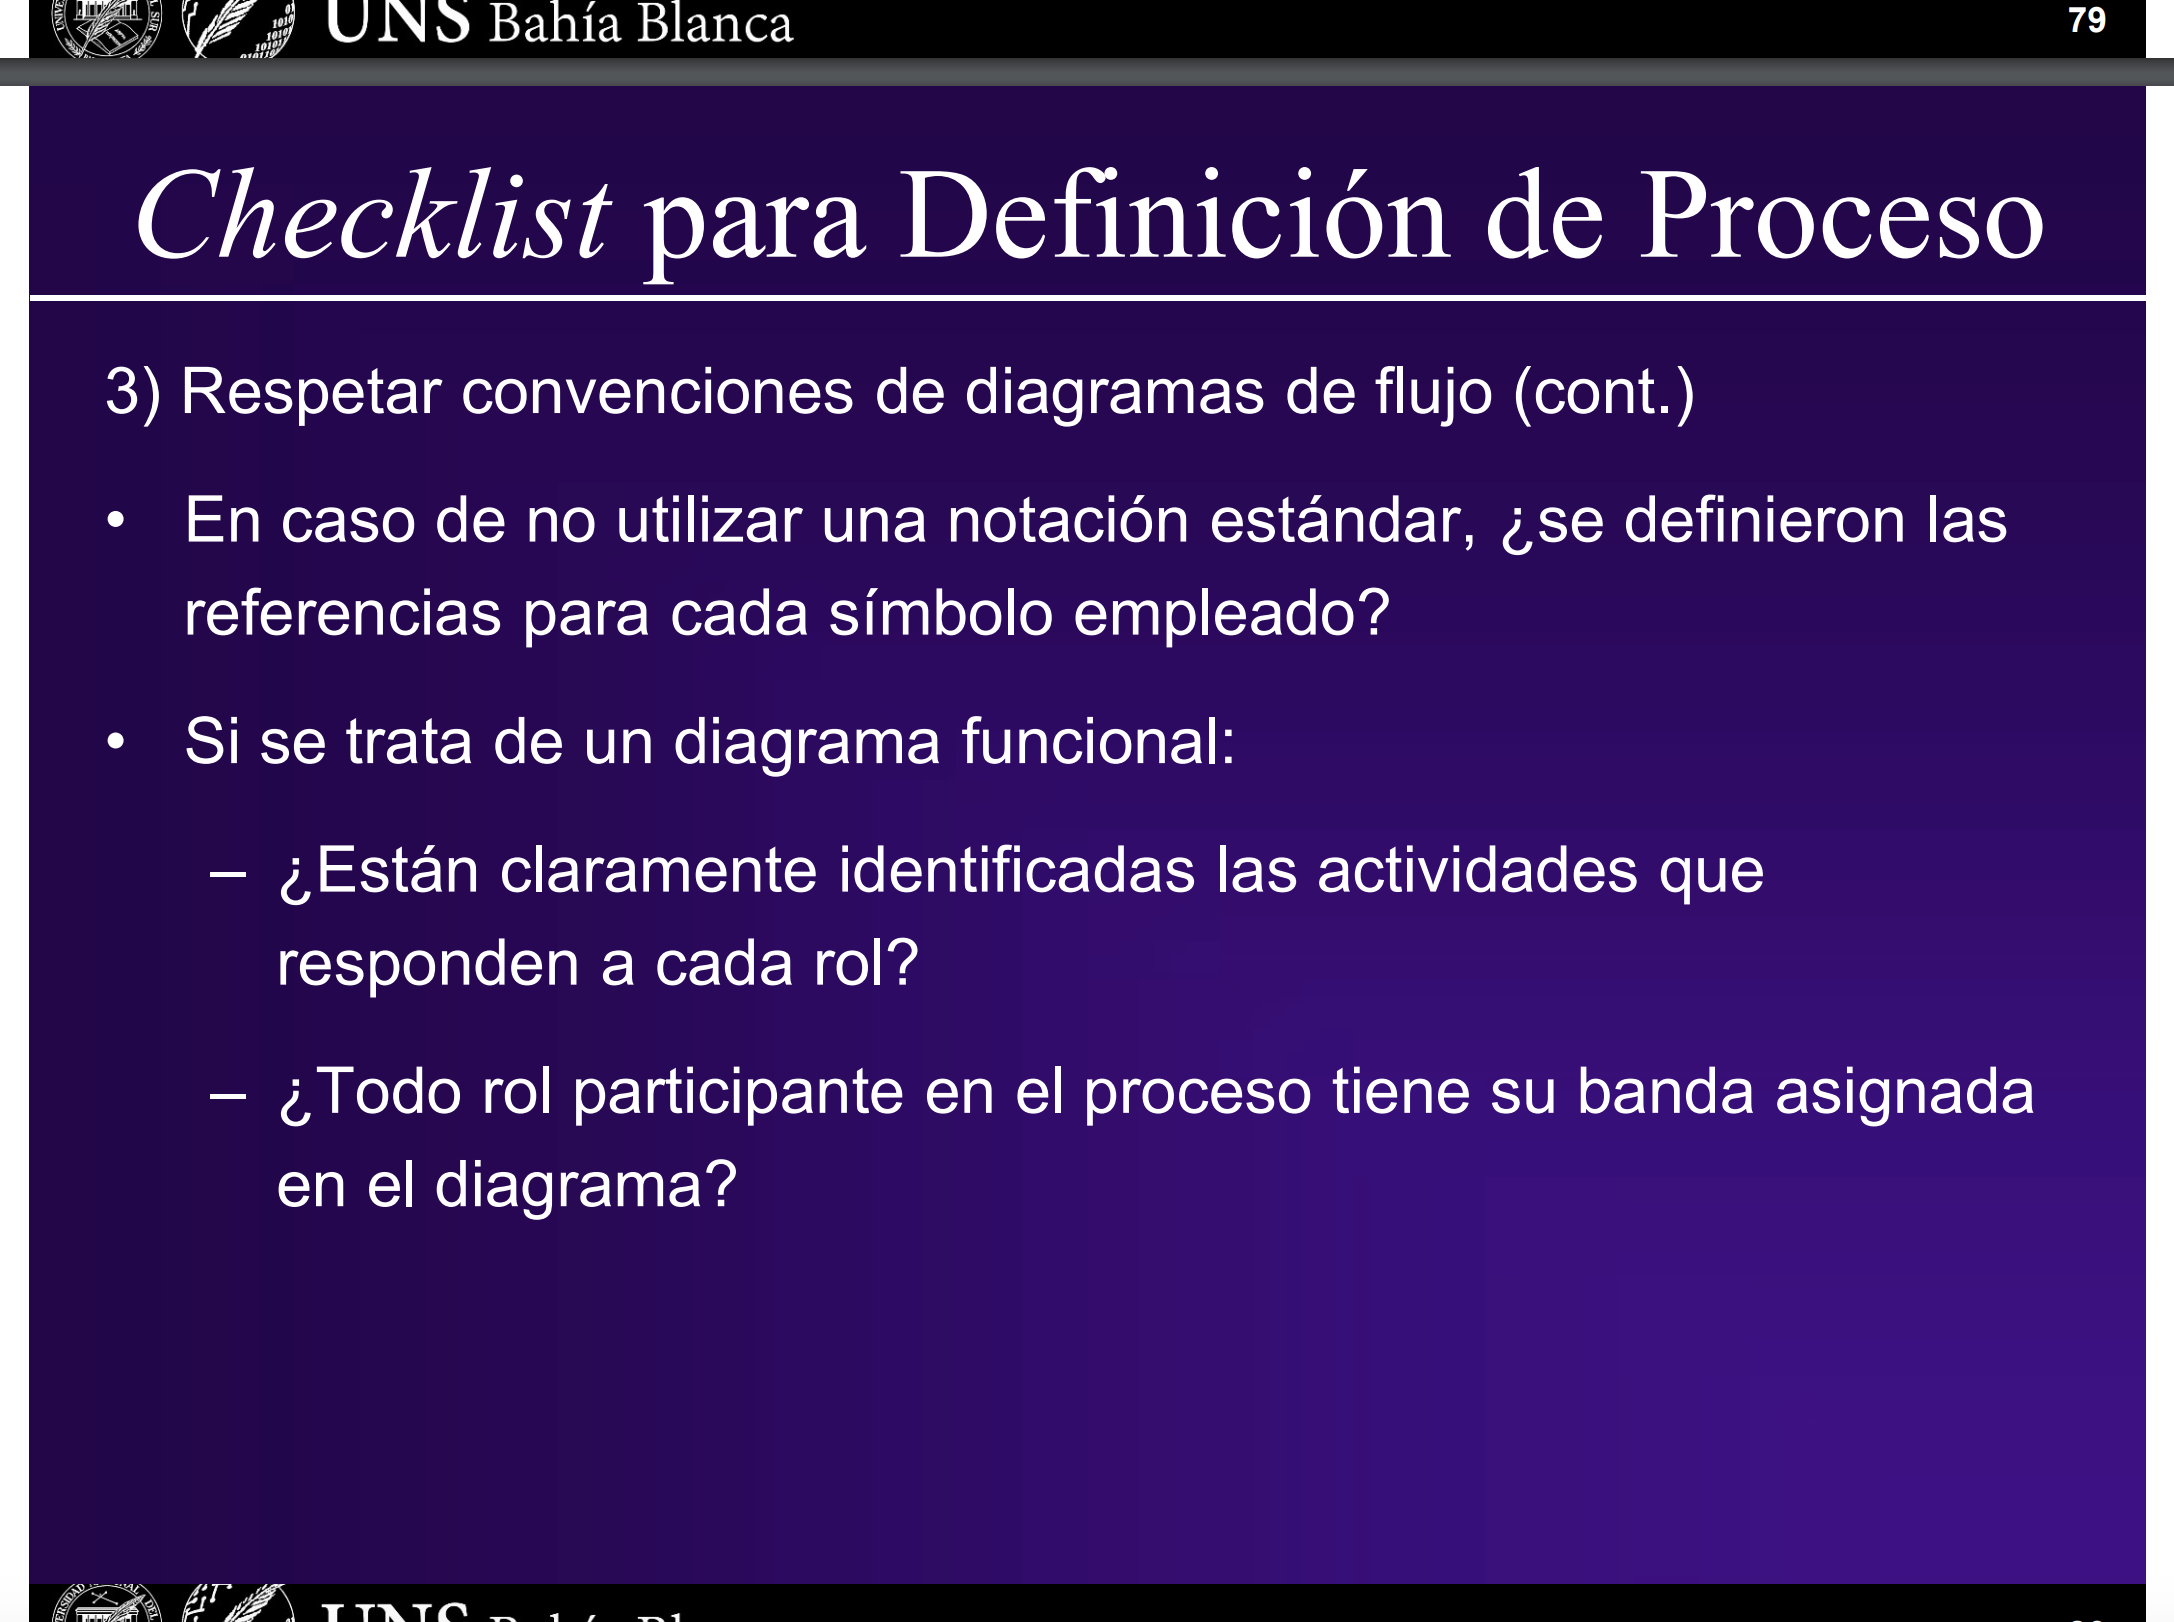 UNS Bahía Blanca
79
Checklist para Definición de Proceso
3) Respetar convenciones de diagramas de flujo (cont.)
• En caso de no utilizar una notación estándar, ¿se definieron las
referencias para cada símbolo empleado?
• Si se trata de un diagrama funcional:
– ¿Están claramente identificadas las actividades que
responden a cada rol?
– ¿Todo rol participante en el proceso tiene su banda asignada
en el diagrama?
UNS Bahía Blanca